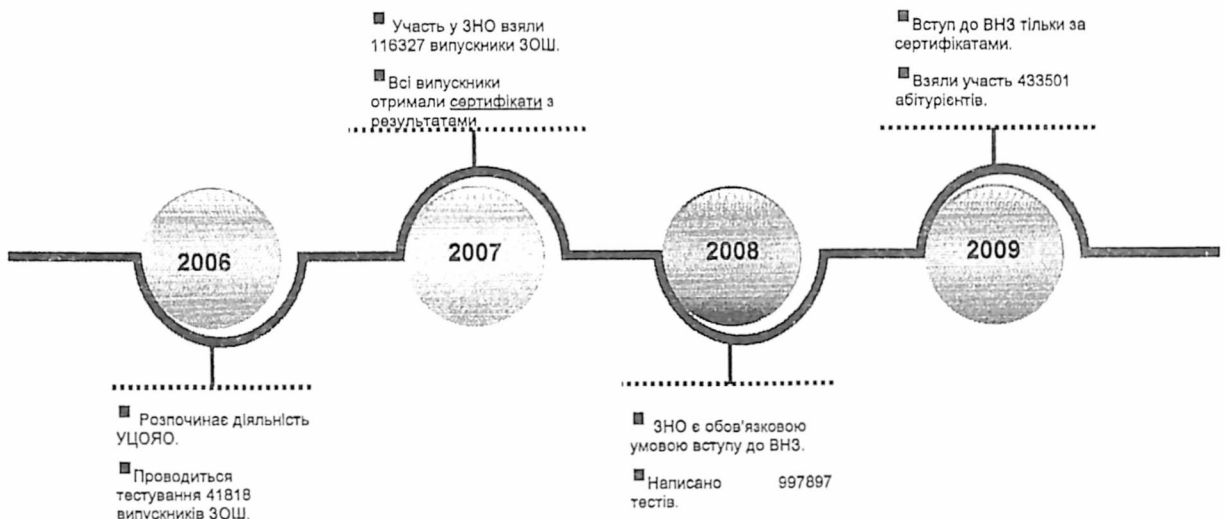 Участь у ЗНО взяли
116327 випускники ЗОШ.
Всі випускники
отримали сертифікати з
результатами
Вступ до ВНЗ тільки за
сертифікатами.
Взяли участь 433501
абітурієнтів.
2006
2007
2008
2009
Розпочинає діяльність
УЦОЯО.
Проводиться
тестування 41818
випускників ЗОШ.
ЗНО є обов'язковою
умовою вступу до ВНЗ.
Написано 997897
тестів.